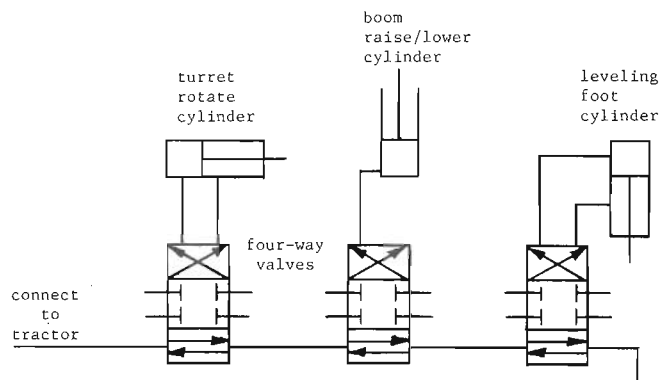 boom
raise/lower
cylinder
turret
rotate
cylinder
leveling
foot
cylinder
four-way
valves
connect
to
tractor